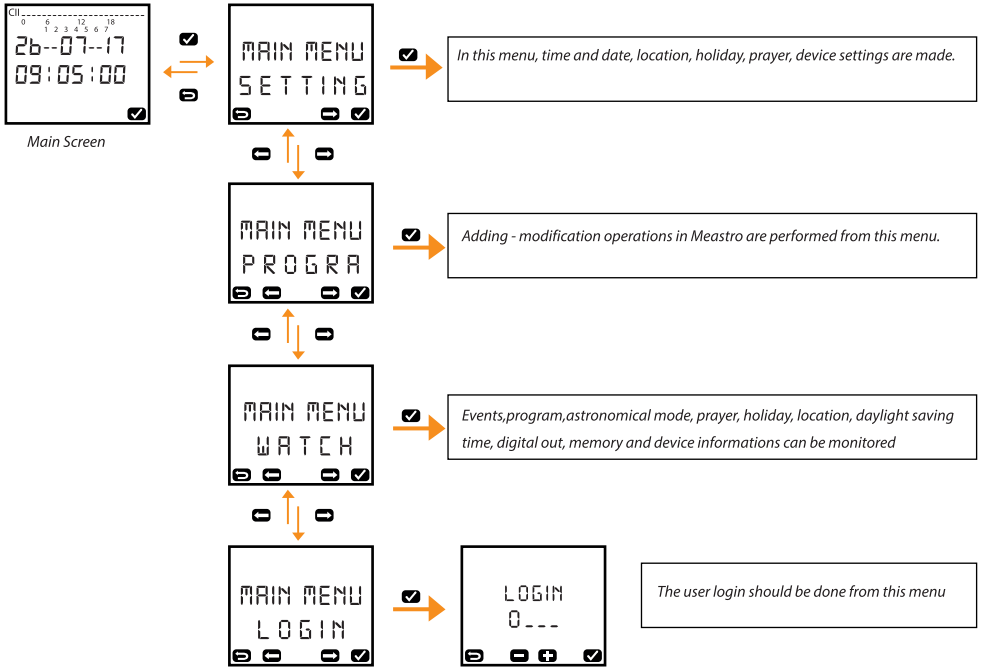 CII
0 6 12 18
1 2 3 4 5 6 7
26--07--17
09:05:00
Main Screen
MAIN MENU
SETTING
In this menu, time and date, location, holiday, prayer, device settings are made.
MAIN MENU
PROGRA
Adding - modification operations in Meastro are performed from this menu.
MAIN MENU
WATCH
Events,program,astronomical mode, prayer, holiday, location, daylight saving
time, digital out, memory and device informations can be monitored
MAIN MENU
LOGIN
LOGIN
0___
The user login should be done from this menu